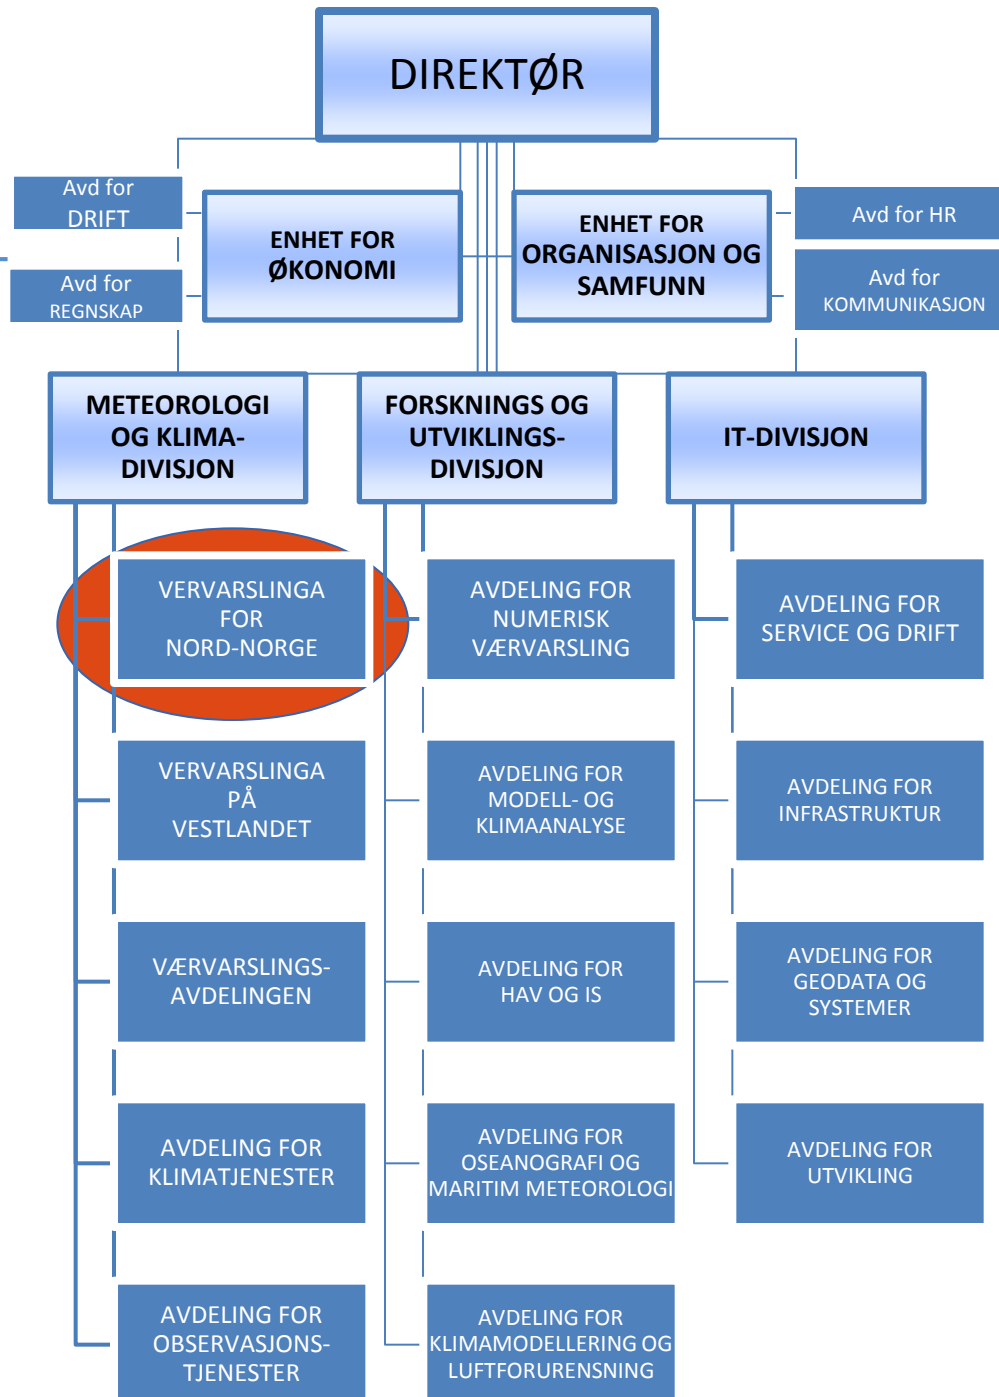 DIREKTØR
Avd for
DRIFT
ENHET FOR
ØKONOMI
ENHET FOR
ORGANISASJON OG
SAMFUNN
Avd for HR
Avd for
REGNSKAP
Avd for
KOMMUNIKASJON
METEOROLOGI
OG KLIMA-
DIVISJON
FORSKNINGS OG
UTVIKLINGS-
DIVISJON
IT-DIVISJON
VERVARSLINGA
FOR
NORD-NORGE
AVDELING FOR
NUMERISK
VÆRVARSLING
AVDELING FOR
SERVICE OG DRIFT
VERVARSLINGA
PÅ
VESTLANDET
AVDELING FOR
MODELL- OG
KLIMAANALYSE
AVDELING FOR
INFRASTRUKTUR
VÆRVARSLINGS-
AVDELINGEN
AVDELING FOR
HAV OG IS
AVDELING FOR
GEODATA OG
SYSTEMER
AVDELING FOR
KLIMATJENESTER
AVDELING FOR
OSEANOGRAFI OG
MARITIM METEOROLOGI
AVDELING FOR
UTVIKLING
AVDELING FOR
OBSERVASJONS-
TJENESTER
AVDELING FOR
KLIMAMODELLERING OG
LUFTFORURENSNING